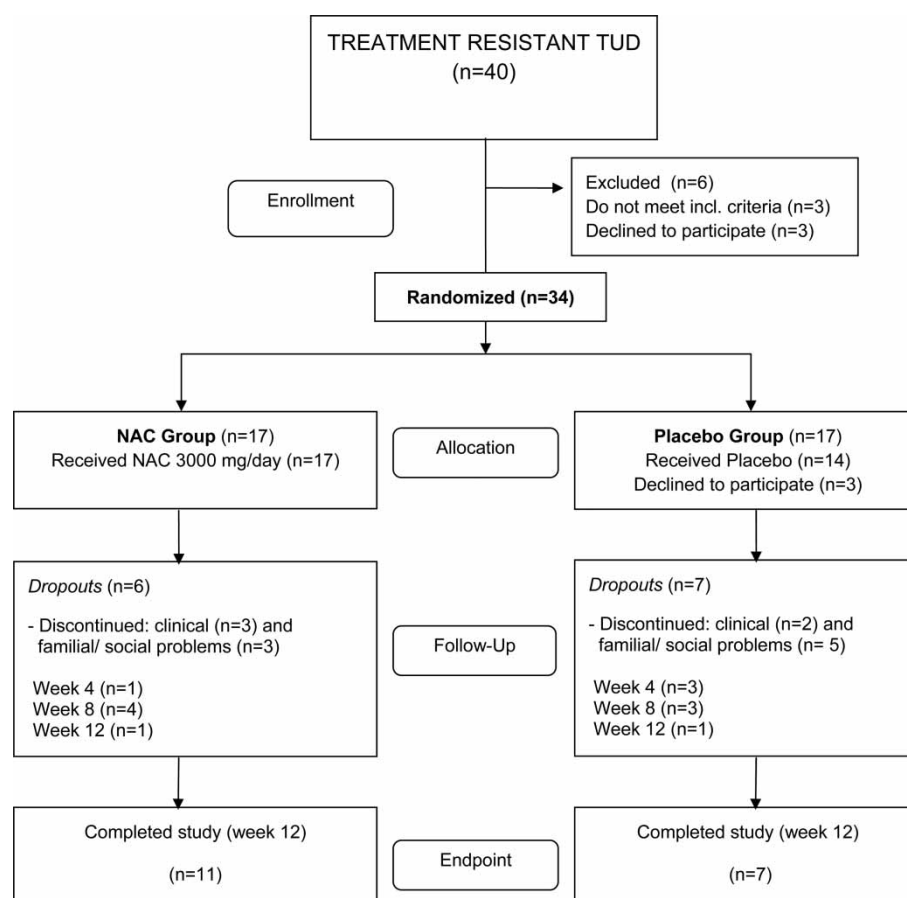 TREATMENT RESISTANT TUD
(n=40)
Enrollment
Excluded (n=6)
Do not meet incl. criteria (n=3)
Declined to participate (n=3)
Randomized (n=34)
NAC Group (n=17)
Received NAC 3000 mg/day (n=17)
Allocation
Placebo Group (n=17)
Received Placebo (n=14)
Declined to participate (n=3)
Dropouts (n=6)
- Discontinued: clinical (n=3) and
familial/ social problems (n=3)
Week 4 (n=1)
Week 8 (n=4)
Week 12 (n=1)
Follow-Up
Dropouts (n=7)
- Discontinued: clinical (n=2) and
familial/ social problems (n= 5)
Week 4 (n=3)
Week 8 (n=3)
Week 12 (n=1)
Completed study (week 12)
(n=11)
Endpoint
Completed study (week 12)
(n=7)